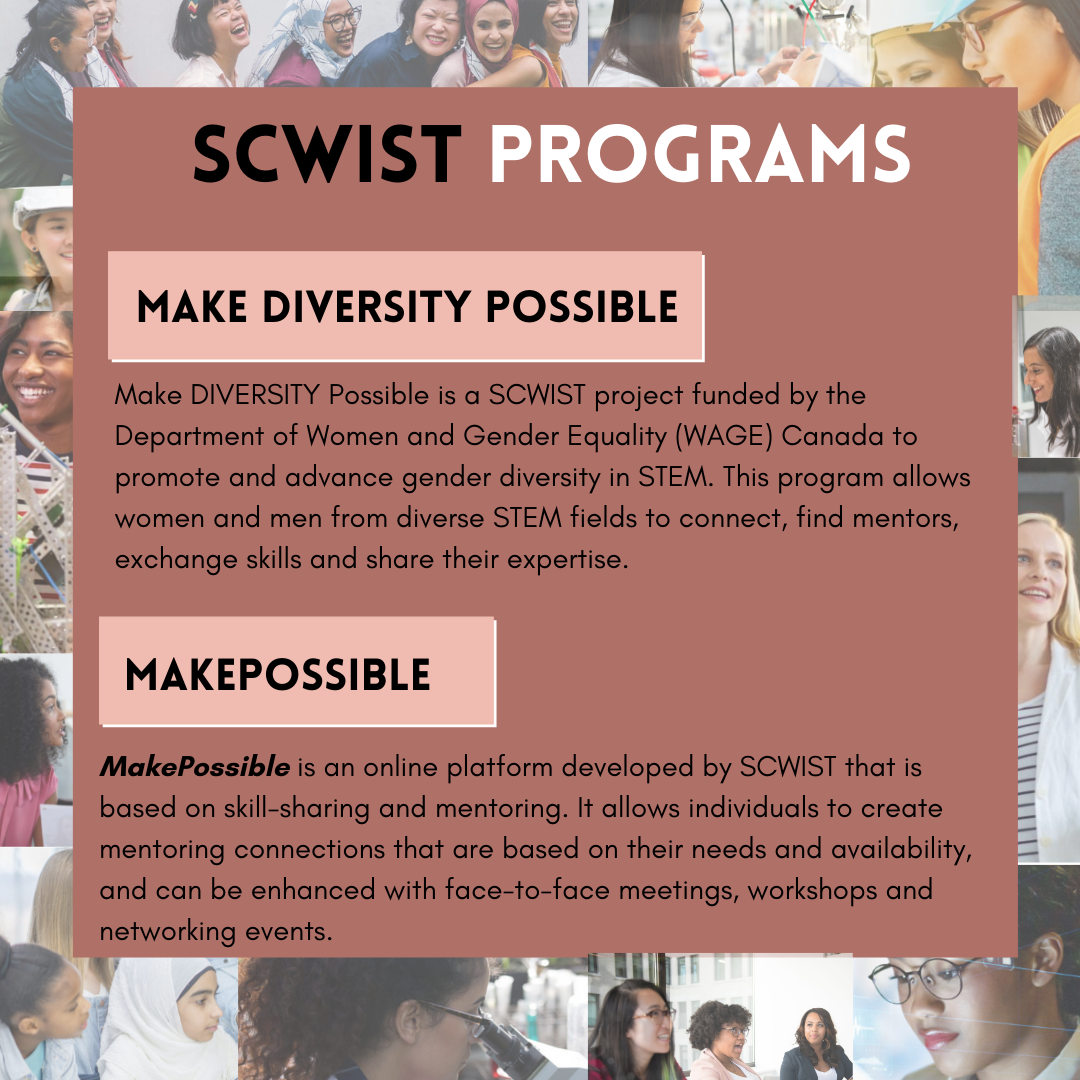 SCWIST PROGRAMS
MAKE DIVERSITY POSSIBLE
Make DIVERSITY Possible is a SCWIST project funded by the
Department of Women and Gender Equality (WAGE) Canada to
promote and advance gender diversity in STEM. This program allows
women and men from diverse STEM fields to connect, find mentors,
exchange skills and share their expertise.
MAKEPOSSIBLE
MakePossible is an online platform developed by SCWIST that is
based on skill-sharing and mentoring. It allows individuals to create
mentoring connections that are based on their needs and availability,
and can be enhanced with face-to-face meetings, workshops and
networking events.